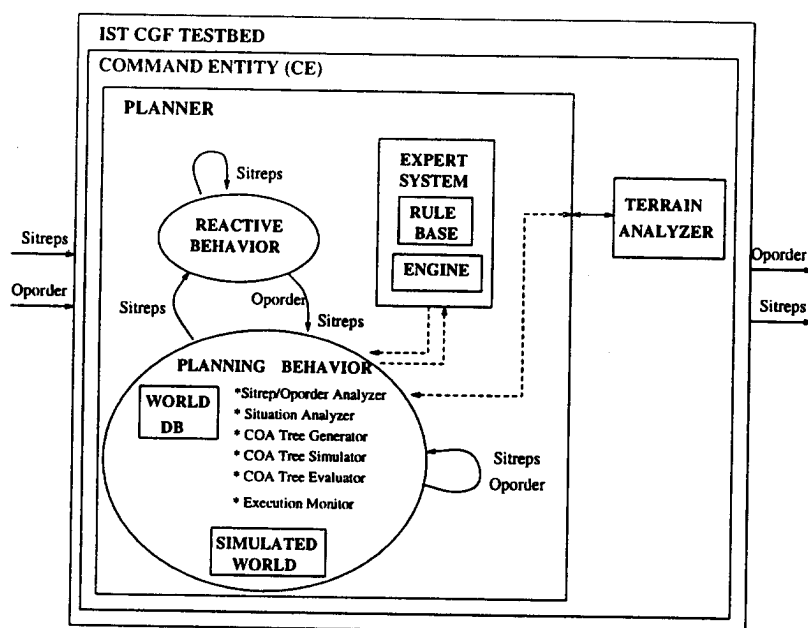 IST CGF TESTBED
COMMAND ENTITY (CE)
PLANNER
Sitreps
REACTIVE
BEHAVIOR
EXPERT
SYSTEM
RULE
BASE
ENGINE
TERRAIN
ANALYZER
Sitreps
Oporder
Oporder
Sitreps
Sitreps
Oporder
Sitreps
PLANNING BEHAVIOR
WORLD
DB
*Sitrep/Oporder Analyzer
* Situation Analyzer
* COA Tree Generator
* COA Tree Simulator
* COA Tree Evaluator
* Execution Monitor
Sitreps
Oporder
SIMULATED
WORLD